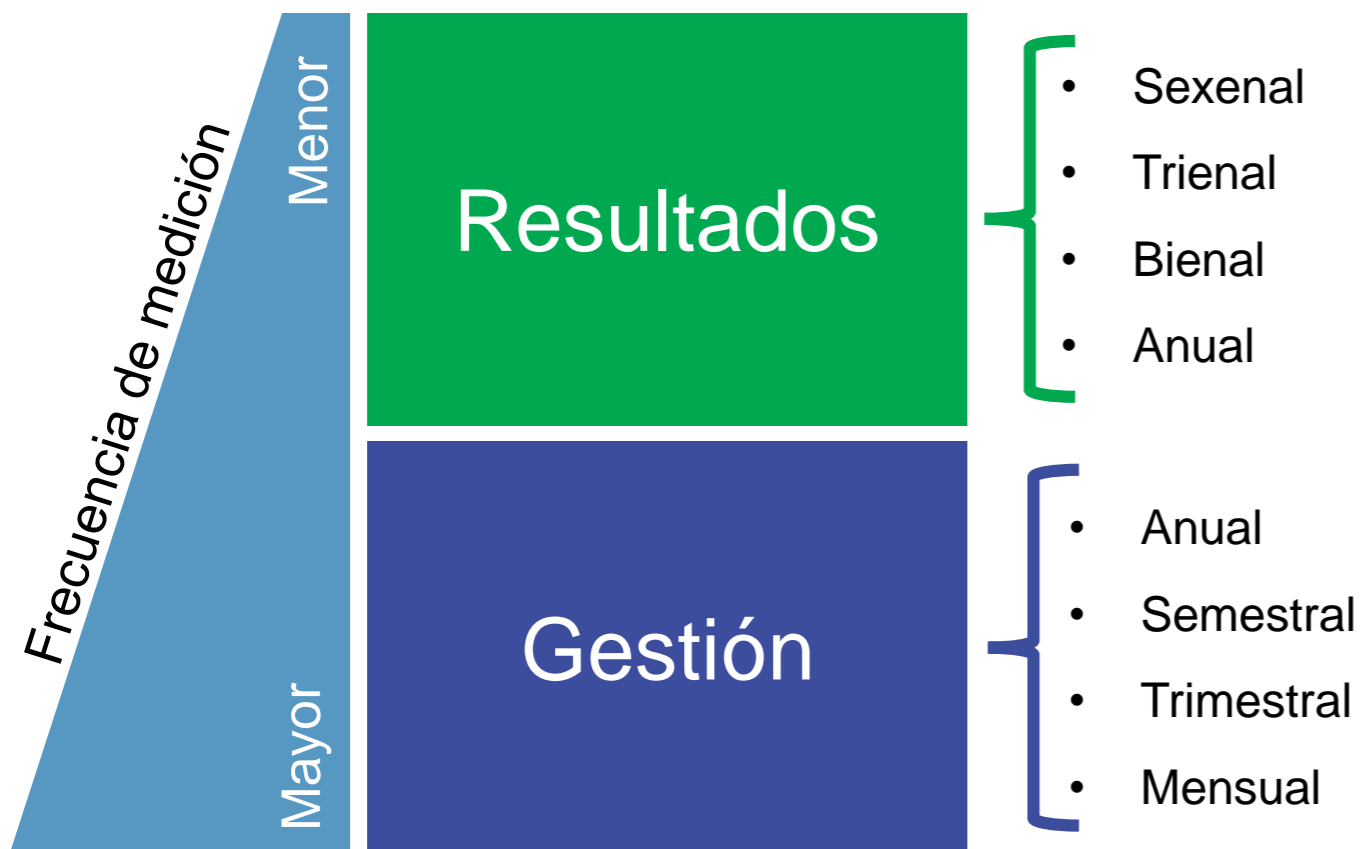 Frecuencia de medición
Menor
Mayor
Resultados
• Sexenal
• Trienal
• Bienal
• Anual
Gestión
• Anual
• Semestral
• Trimestral
• Mensual